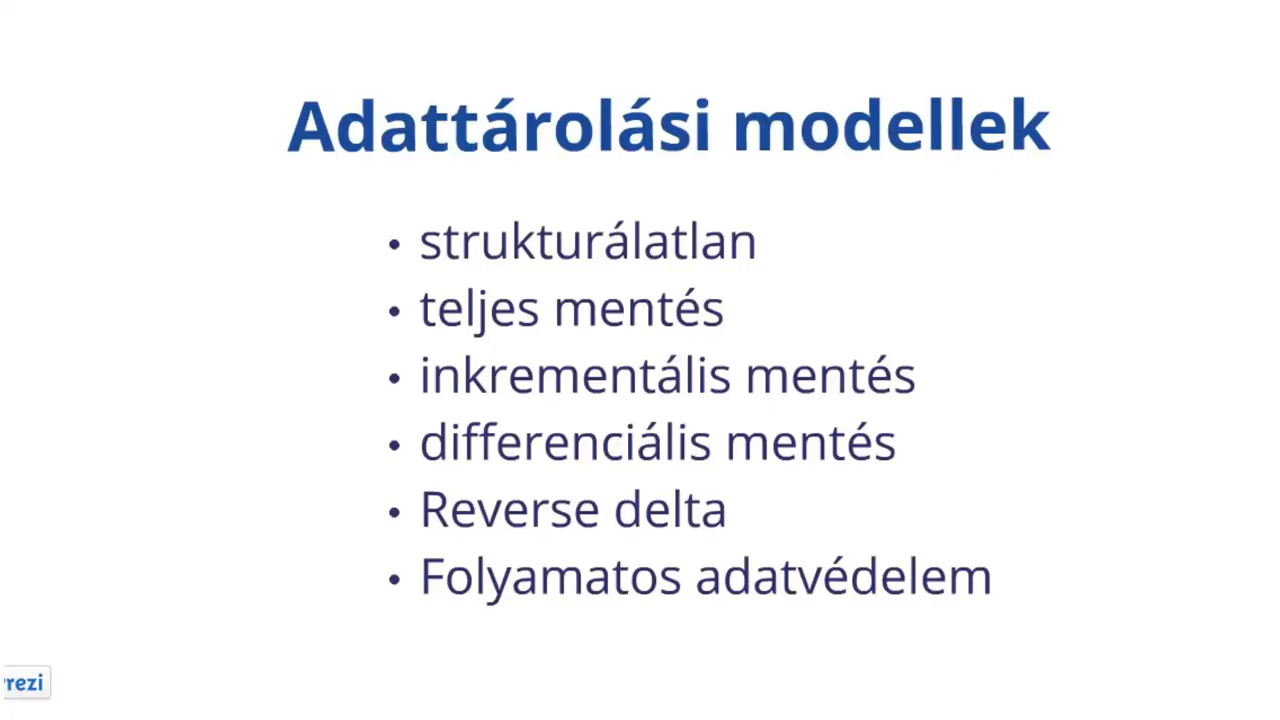 Adattárolási modellek
• strukturálatlan
• teljes mentés
• inkrementális mentés
• differenciális mentés
• Reverse delta
• Folyamatos adatvédelem
rezi